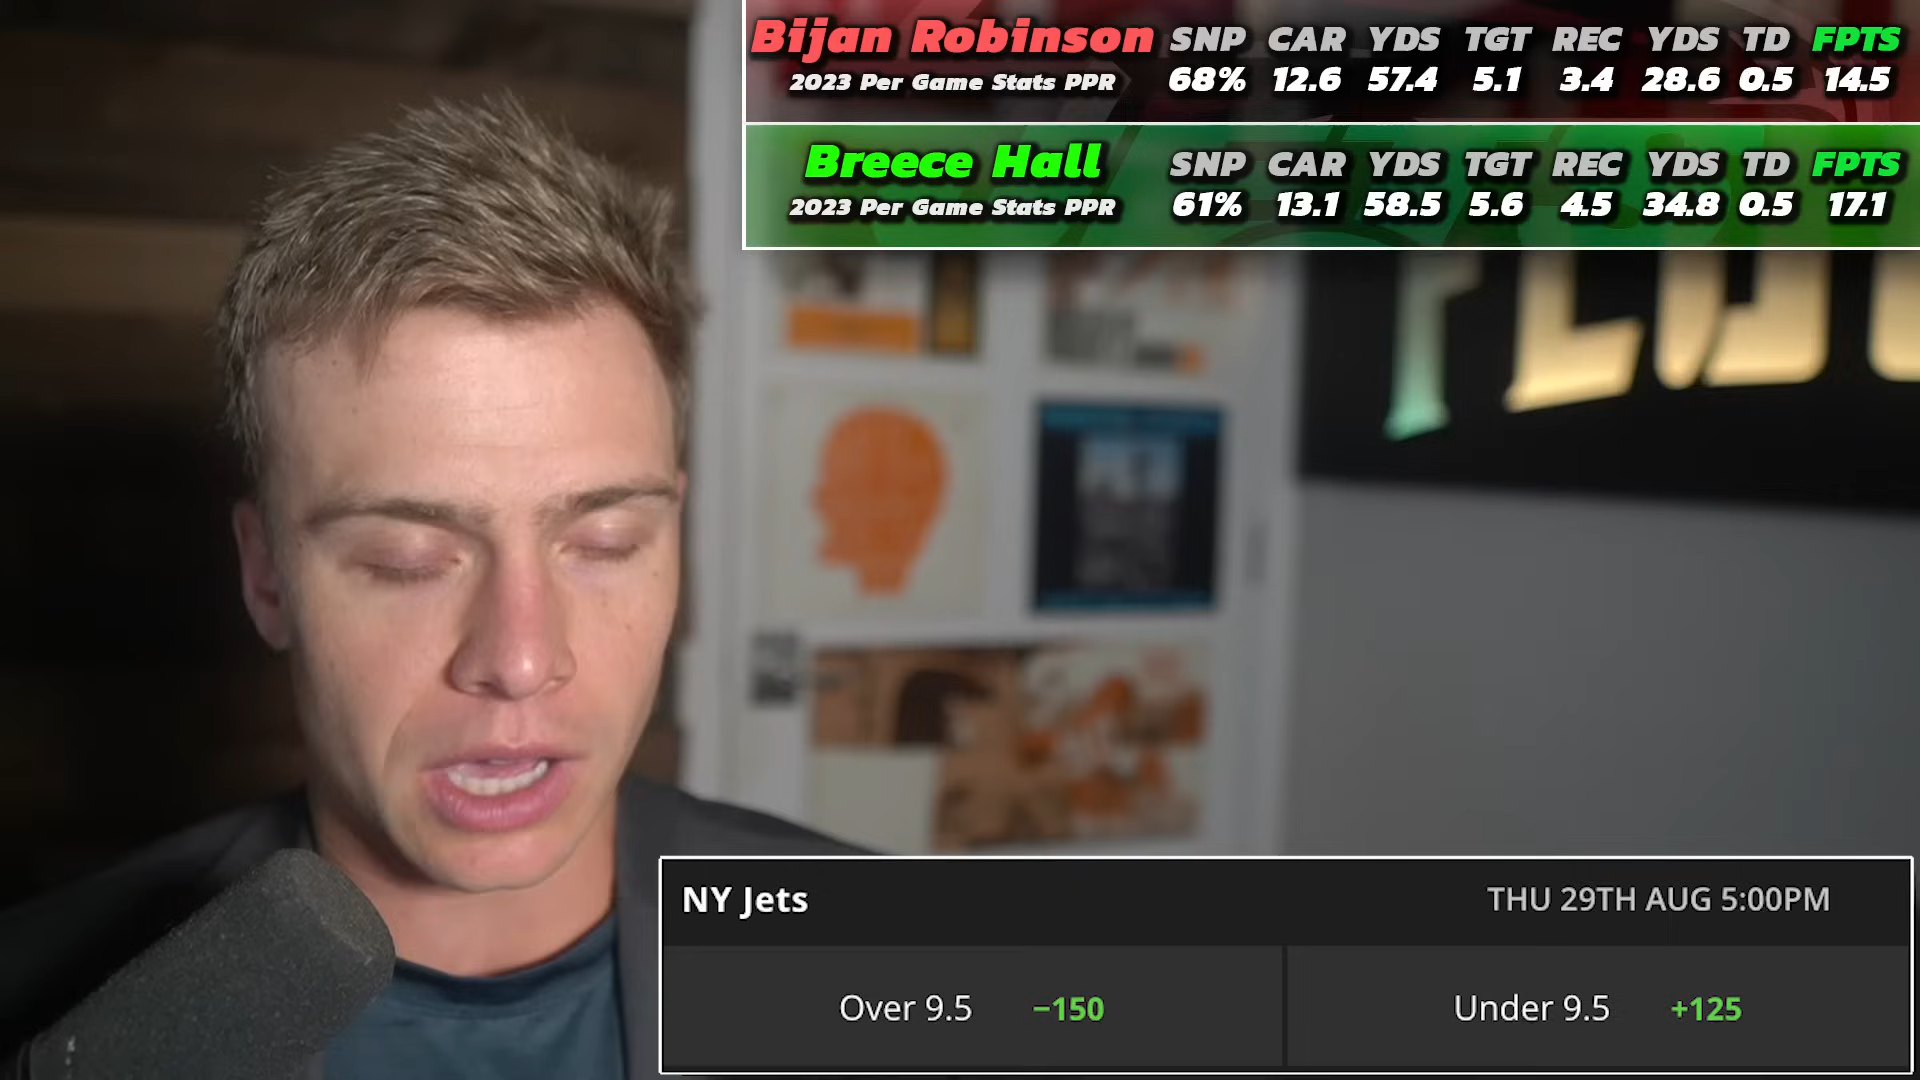 Bijan Robinson SNP CAR YDS TGT REC YDS TD FPTS
2023 Per Game Stats PPR 68% 12.6 57.4 5.1 3.4 28.6 0.5 14.5
Breece Hall SNP CAR YDS TGT REC YDS TD FPTS
2023 Per Game Stats PPR 61% 13.1 58.5 5.6 4.5 34.8 0.5 17.1
NY Jets THU 29TH AUG 5:00PM
Over 9.5 −150 Under 9.5 +125